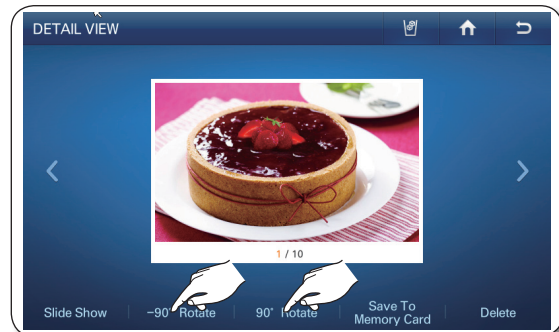 DETAIL VIEW
1 / 10
Slide Show
-90° Rotate
90° Rotate
Save To
Memory Card
Delete